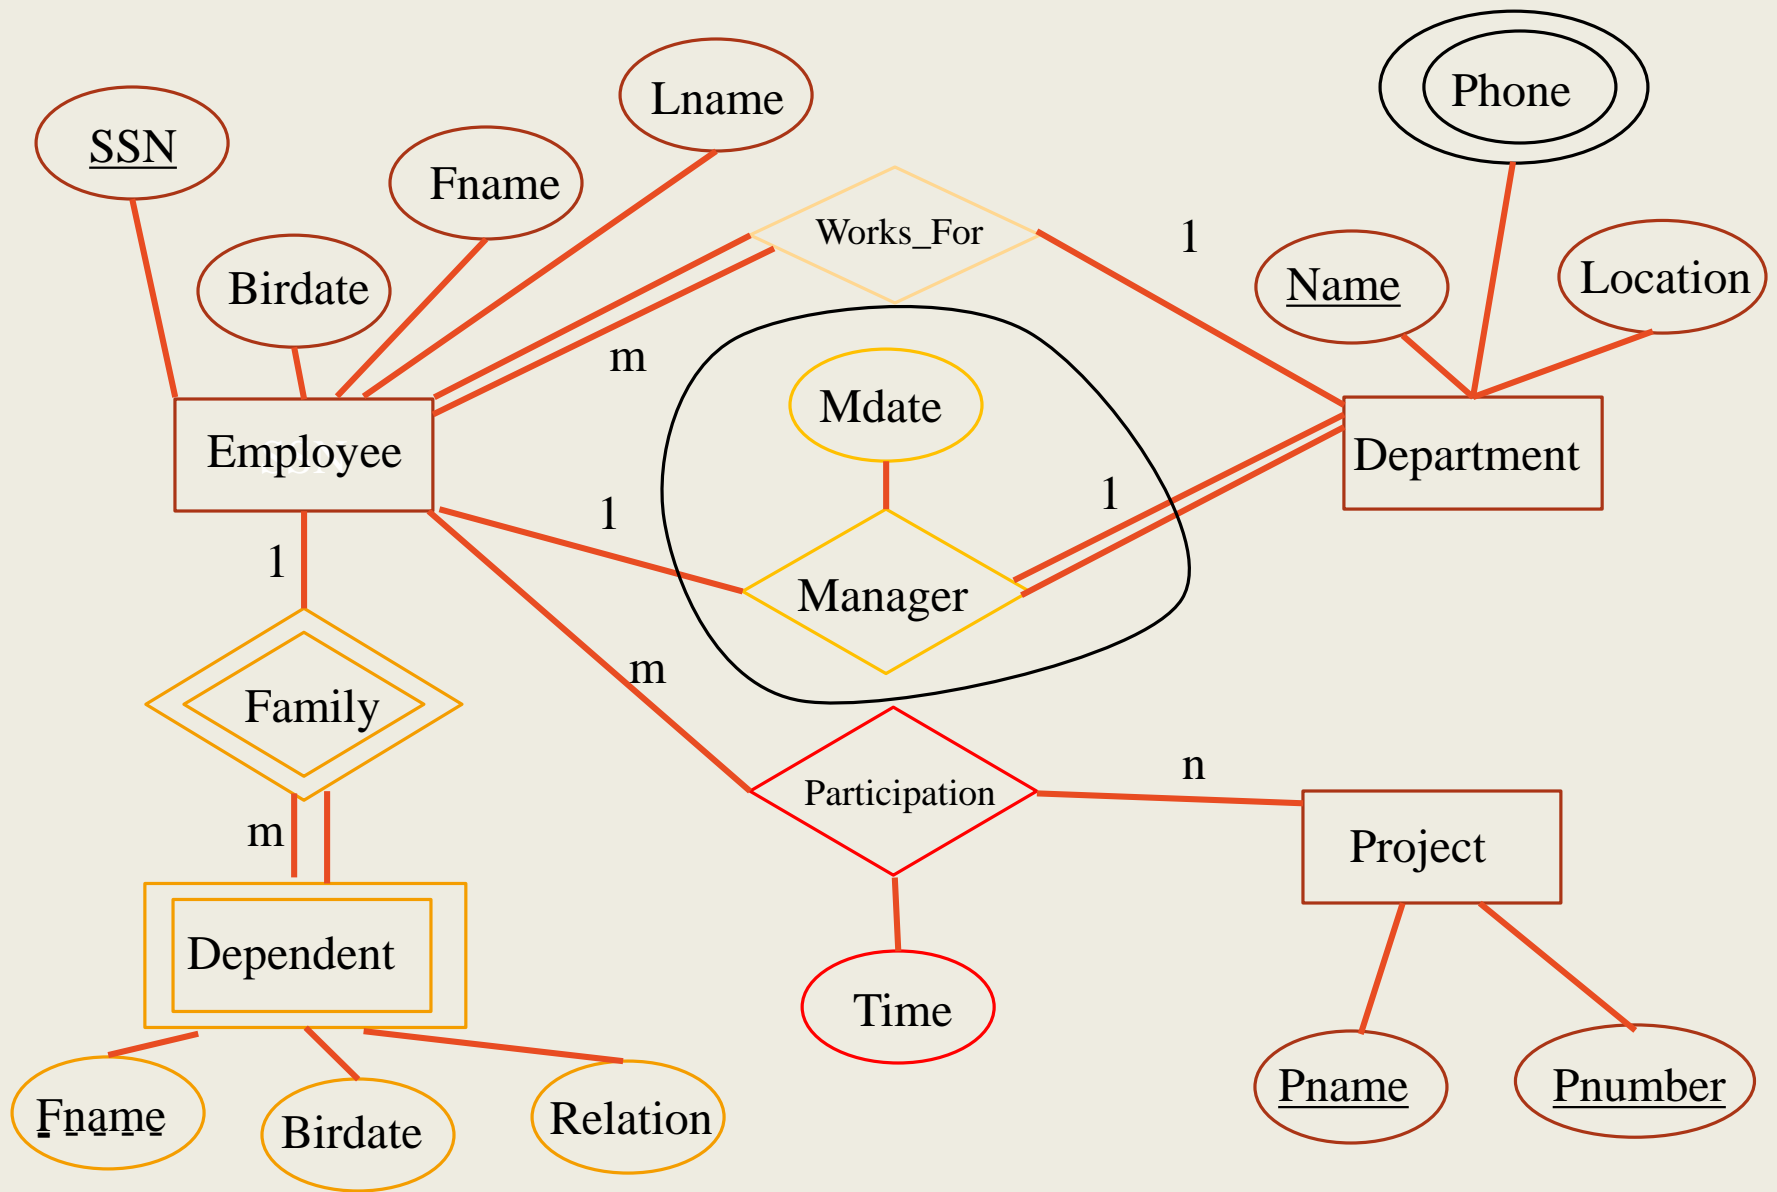 Lname
Phone
SSN
Fname
Works_For
1
Birdate
Name
Location
m
Mdate
Employee
Department
1
1
1
Manager
m
Family
n
Participation
m
Project
Dependent
Time
Pname
Pnumber
Fname
Birdate
Relation